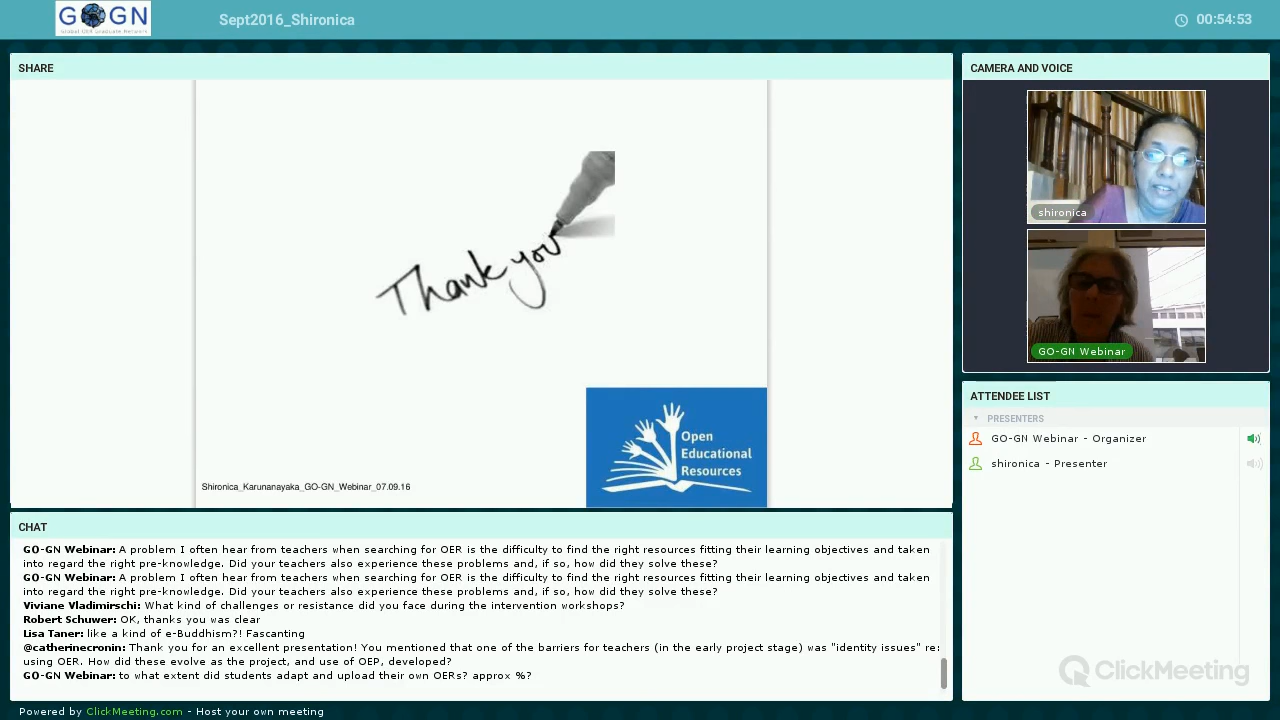 GO GN
Global OER Graduate Network
Sept2016_Shironica
00:54:53
SHARE
Thank you
Open
Educational
Resources
Shironica_Karunanayaka_GO-GN_Webinar_07.09.16
CAMERA AND VOICE
shironica
GO-GN Webinar
ATTENDEE LIST
PRESENTERS
GO-GN Webinar - Organizer
shironica - Presenter
CHAT
GO-GN Webinar: A problem I often hear from teachers when searching for OER is the difficulty to find the right resources fitting their learning objectives and taken
into regard the right pre-knowledge. Did your teachers also experience these problems and, if so, how did they solve these?
GO-GN Webinar: A problem I often hear from teachers when searching for OER is the difficulty to find the right resources fitting their learning objectives and taken
into regard the right pre-knowledge. Did your teachers also experience these problems and, if so, how did they solve these?
Viviane Vladimirschi: What kind of challenges or resistance did you face during the intervention workshops?
Robert Schuwer: OK, thanks you was clear
Lisa Taner: like a kind of e-Buddhism?! Fascanting
@catherinecronin: Thank you for an excellent presentation! You mentioned that one of the barriers for teachers (in the early project stage) was "identity issues" re:
using OER. How did these evolve as the project, and use of OEP, developed?
GO-GN Webinar: to what extent did students adapt and upload their own OERs? approx %?
ClickMeeting
Powered by ClickMeeting.com - Host your own meeting